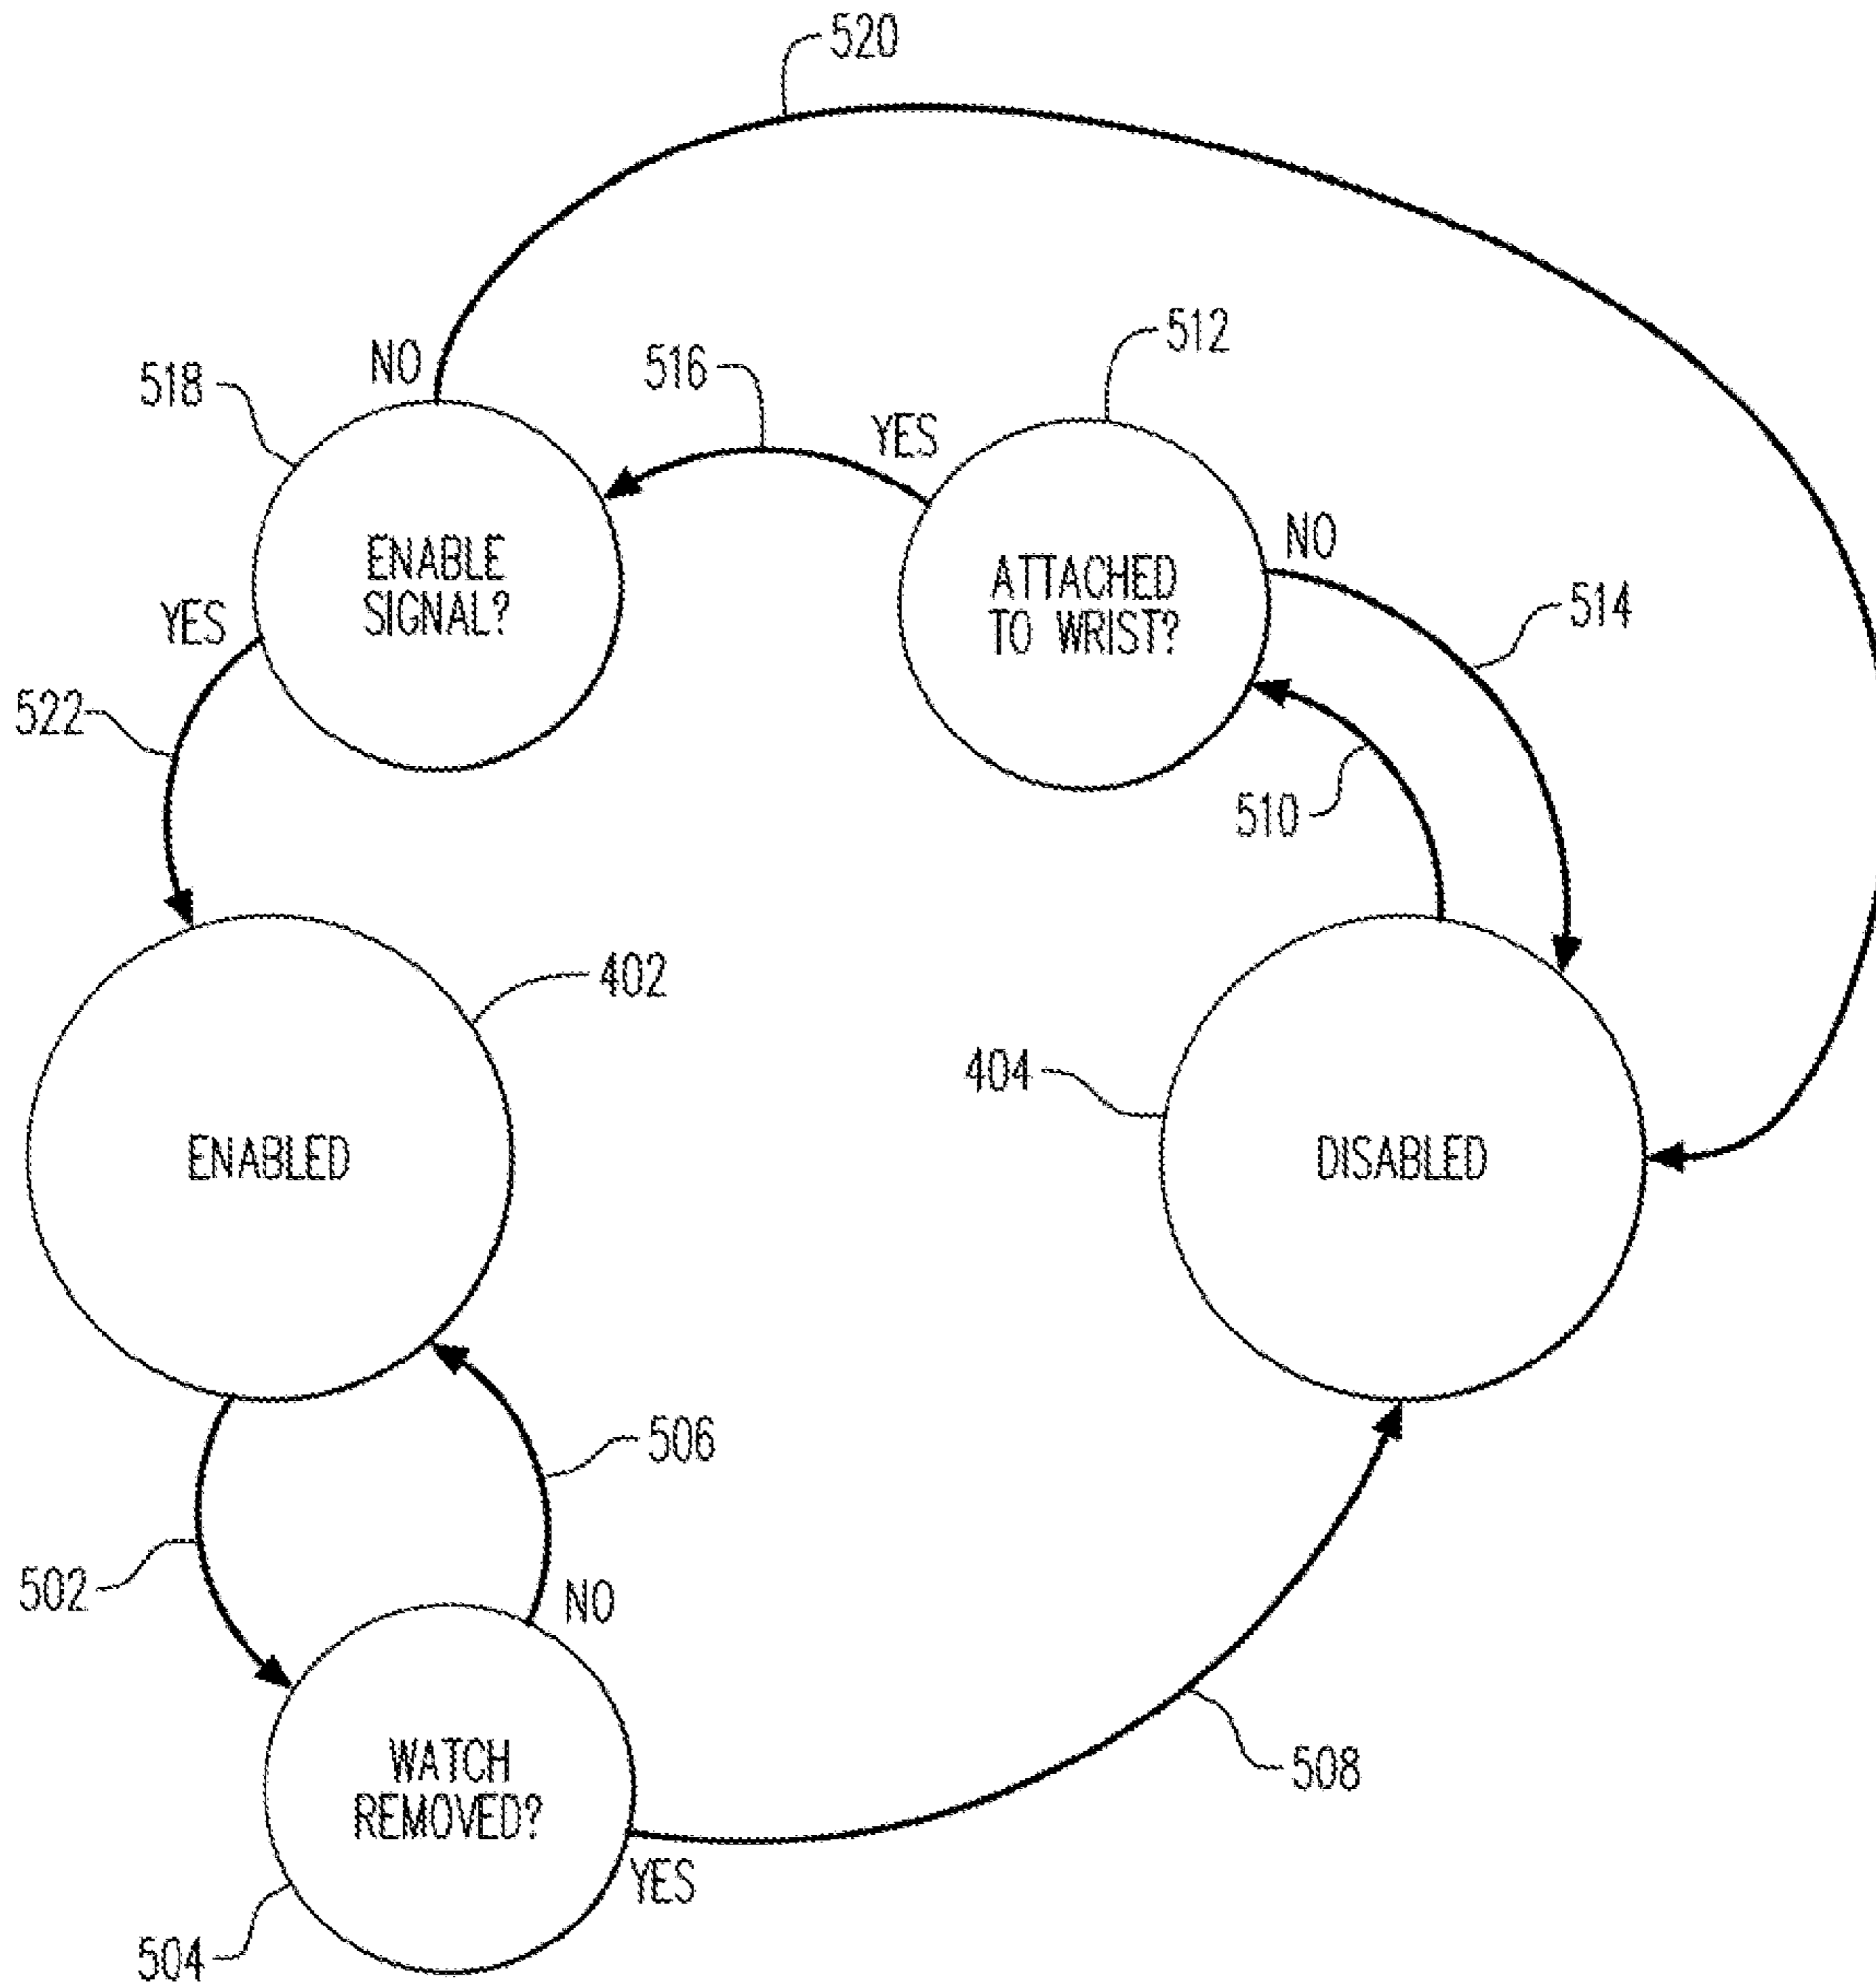 520
512
NO
516
518
YES
NO
ENABLE
SIGNAL?
ATTACHED
TO WRIST?
514
YES
522
510
402
404
ENABLED
DISABLED
506
502
NO
WATCH
REMOVED?
508
YES
504